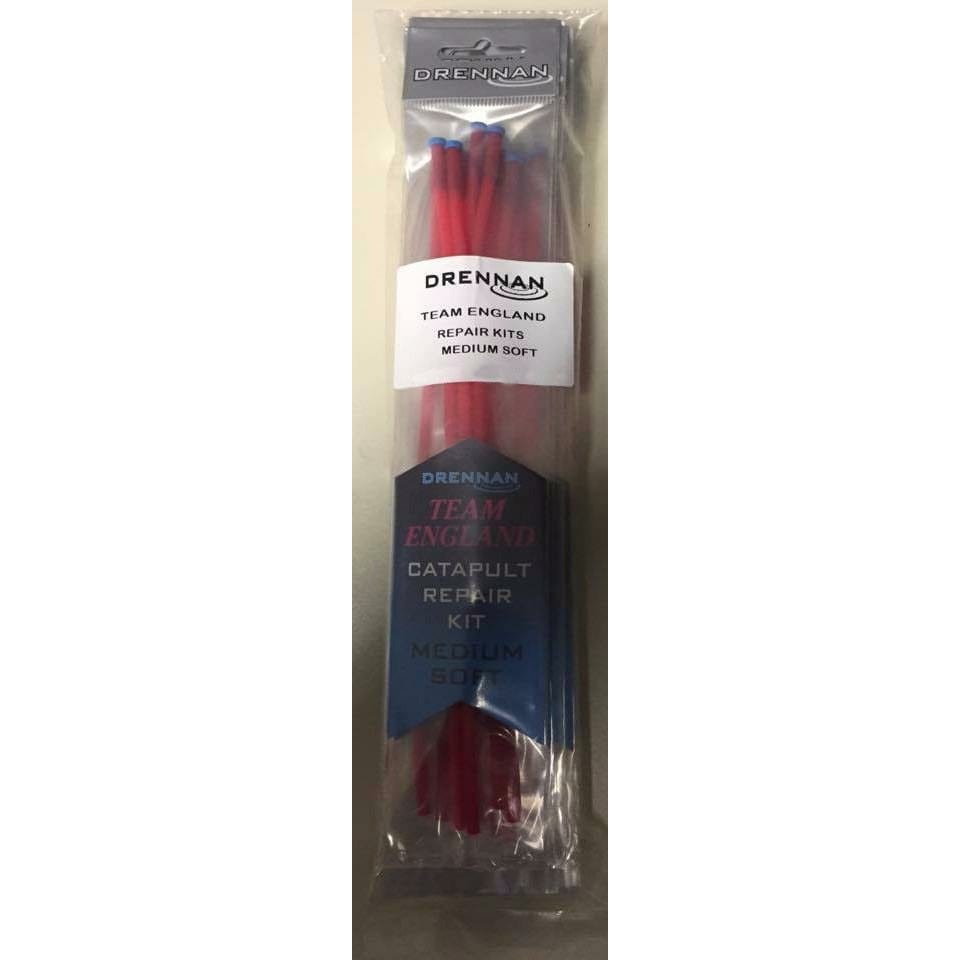 DRENNAN
DRENNAN
TEAM ENGLAND
REPAIR KITS
MEDIUM SOFT
DRENNAN
TEAM
ENGLAND
CATAPULT
REPAIR
KIT
MEDIUM
SOFT